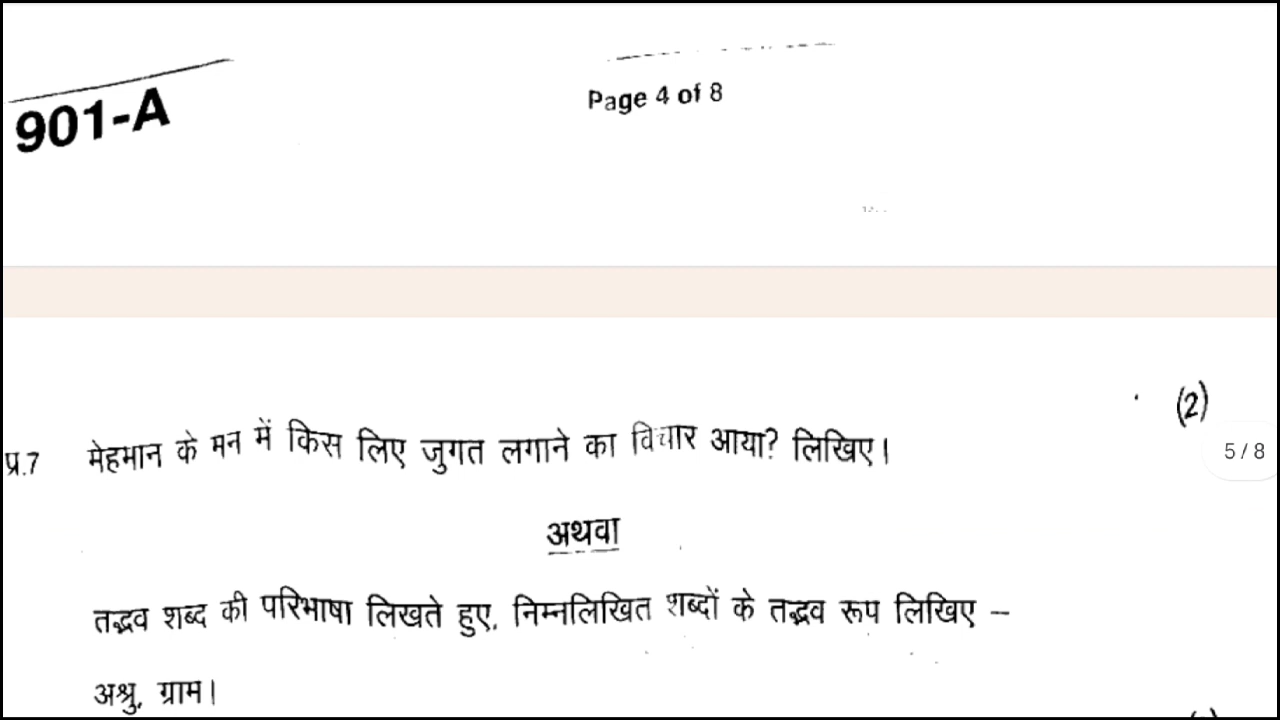 901-A
Page 4 of 8
(2)
प्र.7 मेहमान के मन में किस लिए जुगत लगाने का विचार आया? लिखिए।
5 / 8
अथवा
तद्भव शब्द की परिभाषा लिखते हुए, निम्नलिखित शब्दों के तद्भव रूप लिखिए –
अश्रु, ग्राम।